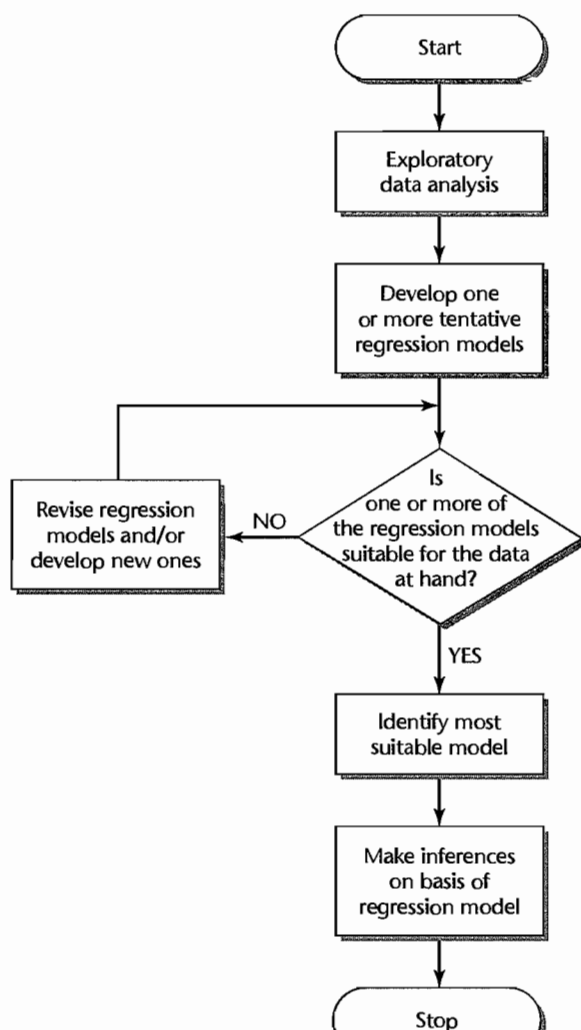 Start
Exploratory
data analysis
Develop one
or more tentative
regression models
Is
one or more of
the regression models
suitable for the data
at hand?
NO
Revise regression
models and/or
develop new ones
YES
Identify most
suitable model
Make inferences
on basis of
regression model
Stop